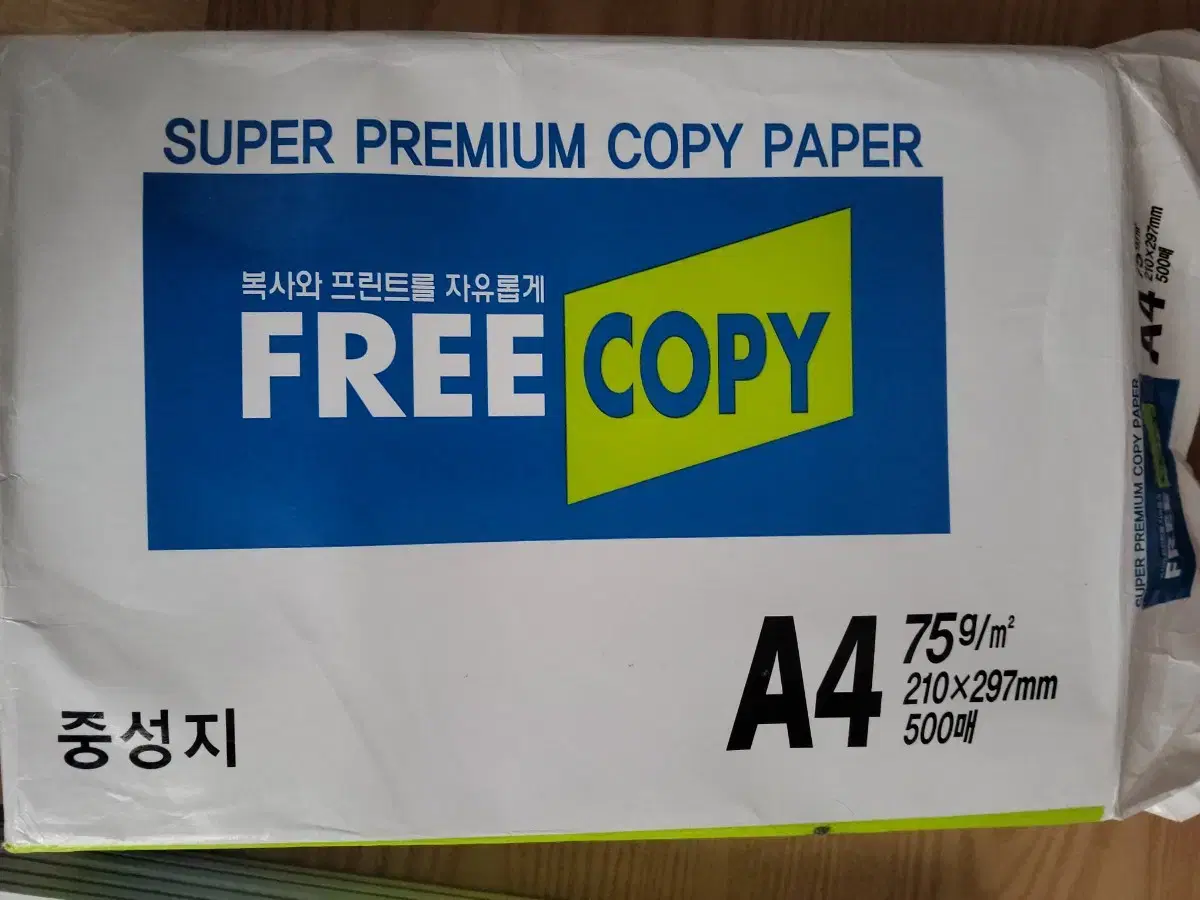 SUPER PREMIUM COPY PAPER
복사와 프린트를 자유롭게
FREE COPY
A4
75g/m²
210×297mm
500매
중성지
SUPER PREMIUM COPY PAPER
FREE
A4
210×297mm
500매